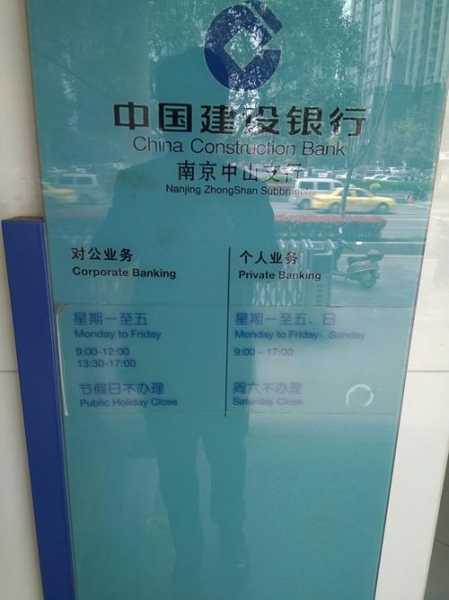 中国建设银行
China Construction Bank
南京中山支行
Nanjing ZhongShan Subbranch
对公业务
Corporate Banking
星期一至五
Monday to Friday
9:00-12:00
13:30-17:00
节假日不办理
Public Holiday Close
个人业务
Private Banking
星期一至五、日
Monday to Friday, Sunday
9:00-17:00
周六不办理
Saturday Close